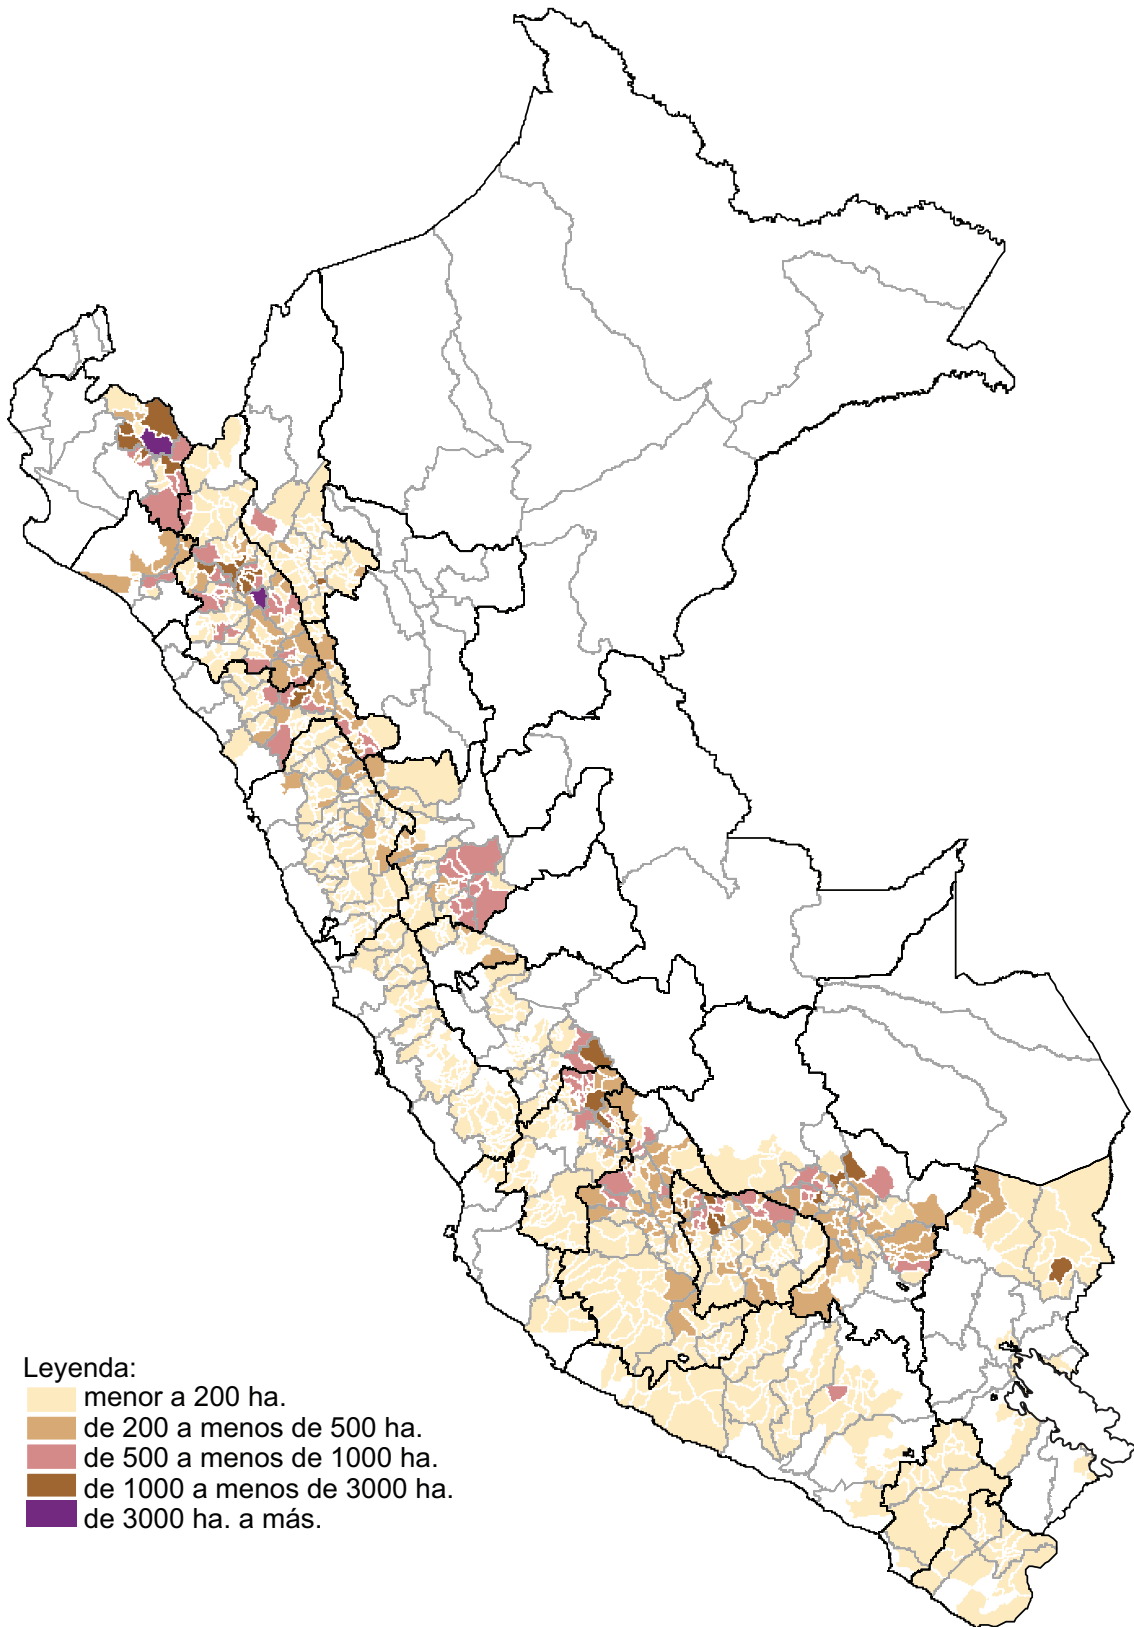 Leyenda:
menor a 200 ha.
de 200 a menos de 500 ha.
de 500 a menos de 1000 ha.
de 1000 a menos de 3000 ha.
de 3000 ha. a más.